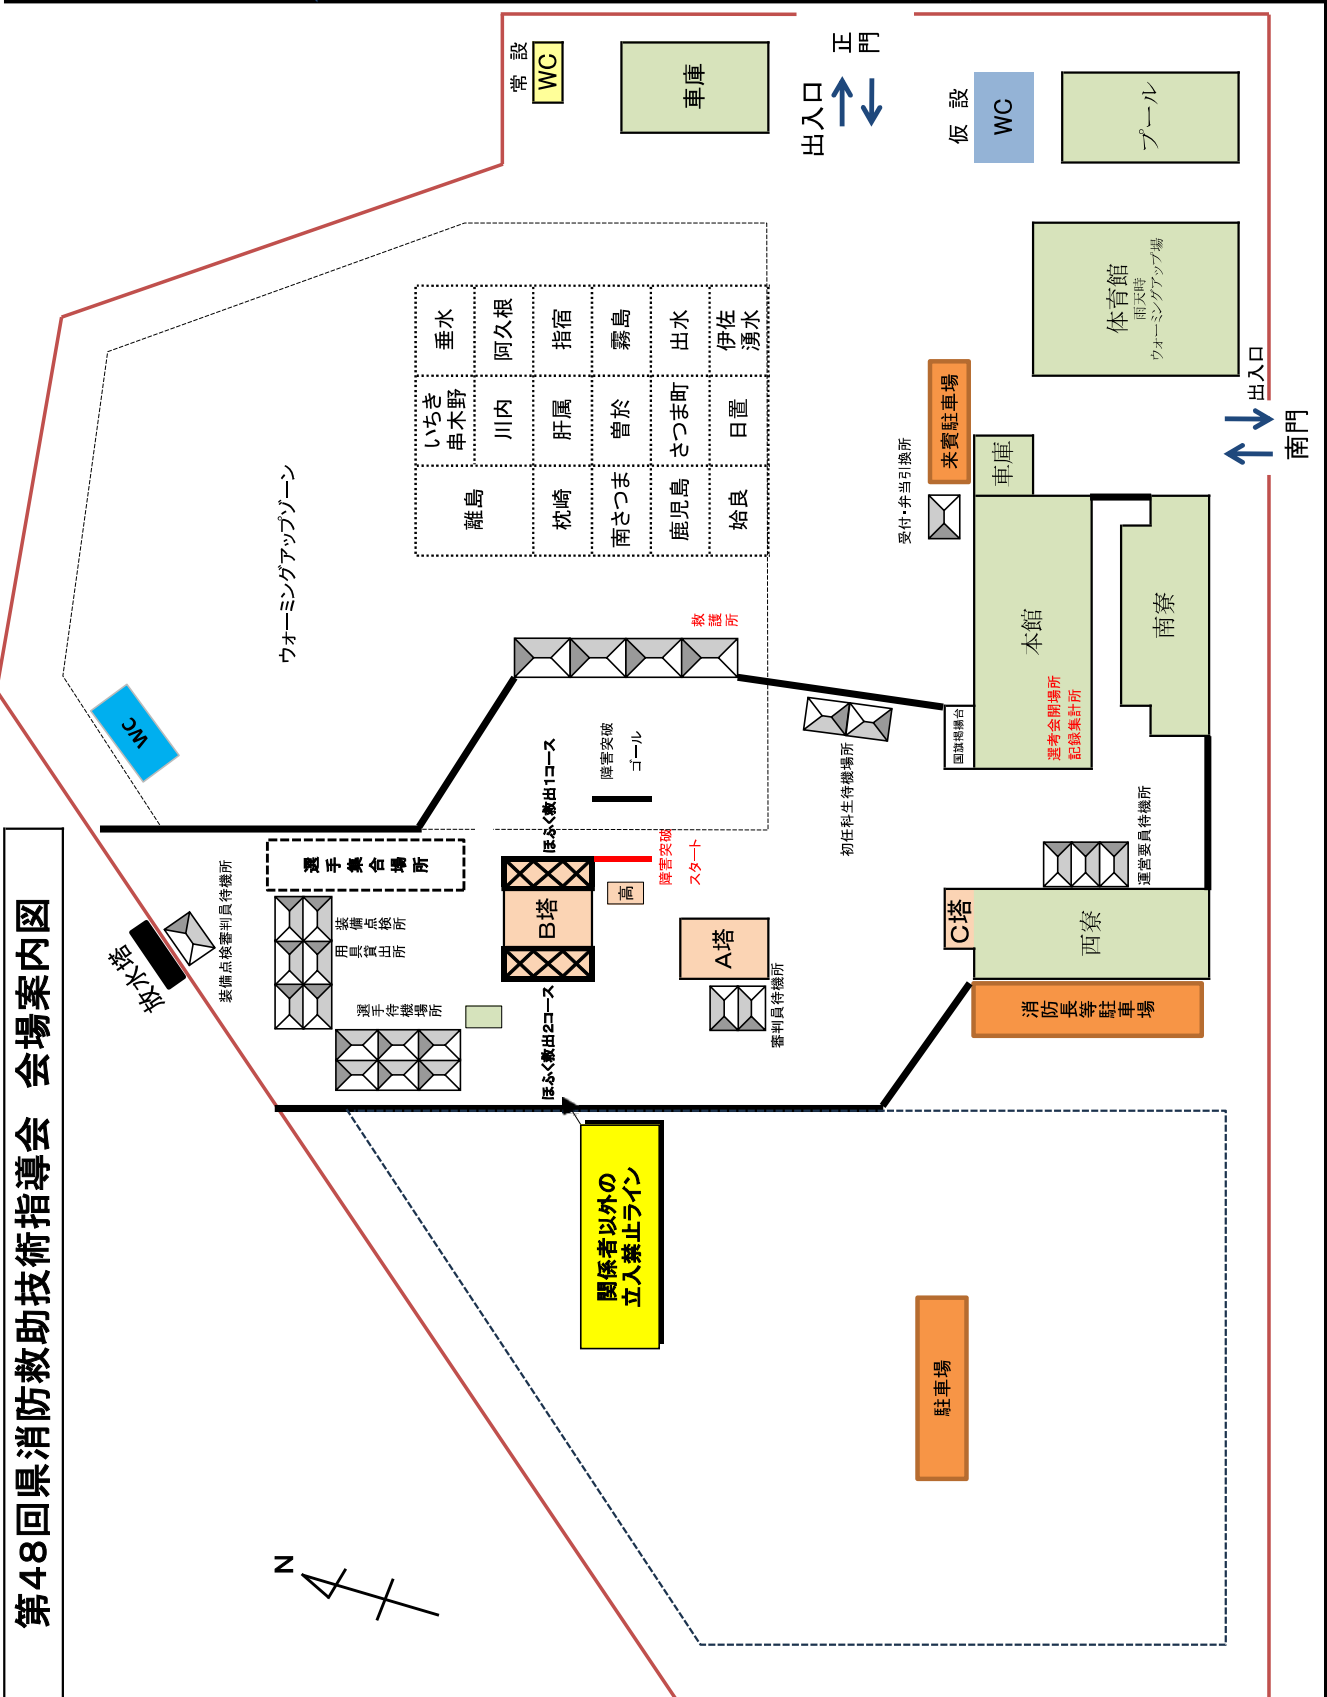 第48回県消防救助技術指導会　会場案内図
N
放水塔
装備点検審判員待機所
WC
ウォーミングアップゾーン
選手集合場所
装備点検所
用具貸出所
選手待機場所
常設
WC
車庫
正門
出入口
仮設
WC
プール
体育館
雨天時
ウォーミングアップ場
垂水
阿久根
指宿
霧島
出水
伊佐
湧水
いちき
串木野
川内
肝属
曽於
さつま町
日置
離島
枕崎
南さつま
鹿児島
姶良
救護所
ほふく救出1コース
ほふく救出2コース
B塔
高
障害突破
ゴール
障害突破
スタート
A塔
審判員待機所
初任科生待機場所
国旗掲揚台
受付・弁当引換所
来賓駐車場
車庫
本館
選考会開場所
記録集計所
南寮
出入口
南門
運営要員待機所
C塔
西寮
消防長等駐車場
関係者以外の
立入禁止ライン
駐車場